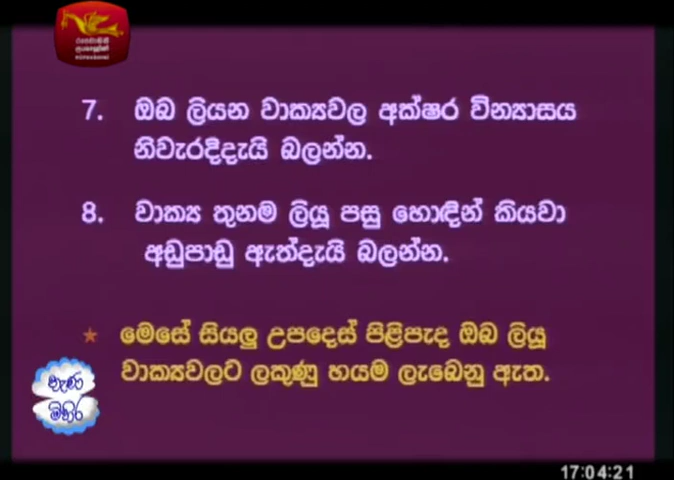 7. ඔබ ලියන වාක්‍යවල අක්ෂර වින්‍යාසය
නිවැරදිදැයි බලන්න.
8. වාක්‍ය තුනම ලියූ පසු හොඳින් කියවා
අඩුපාඩු ඇත්දැයි බලන්න.
★ මෙසේ සියලු උපදෙස් පිළිපැද ඔබ ලියූ
වාක්‍යවලට ලකුණු හයම ලැබෙනු ඇත.
නැණ
මිහිර
17:04:21